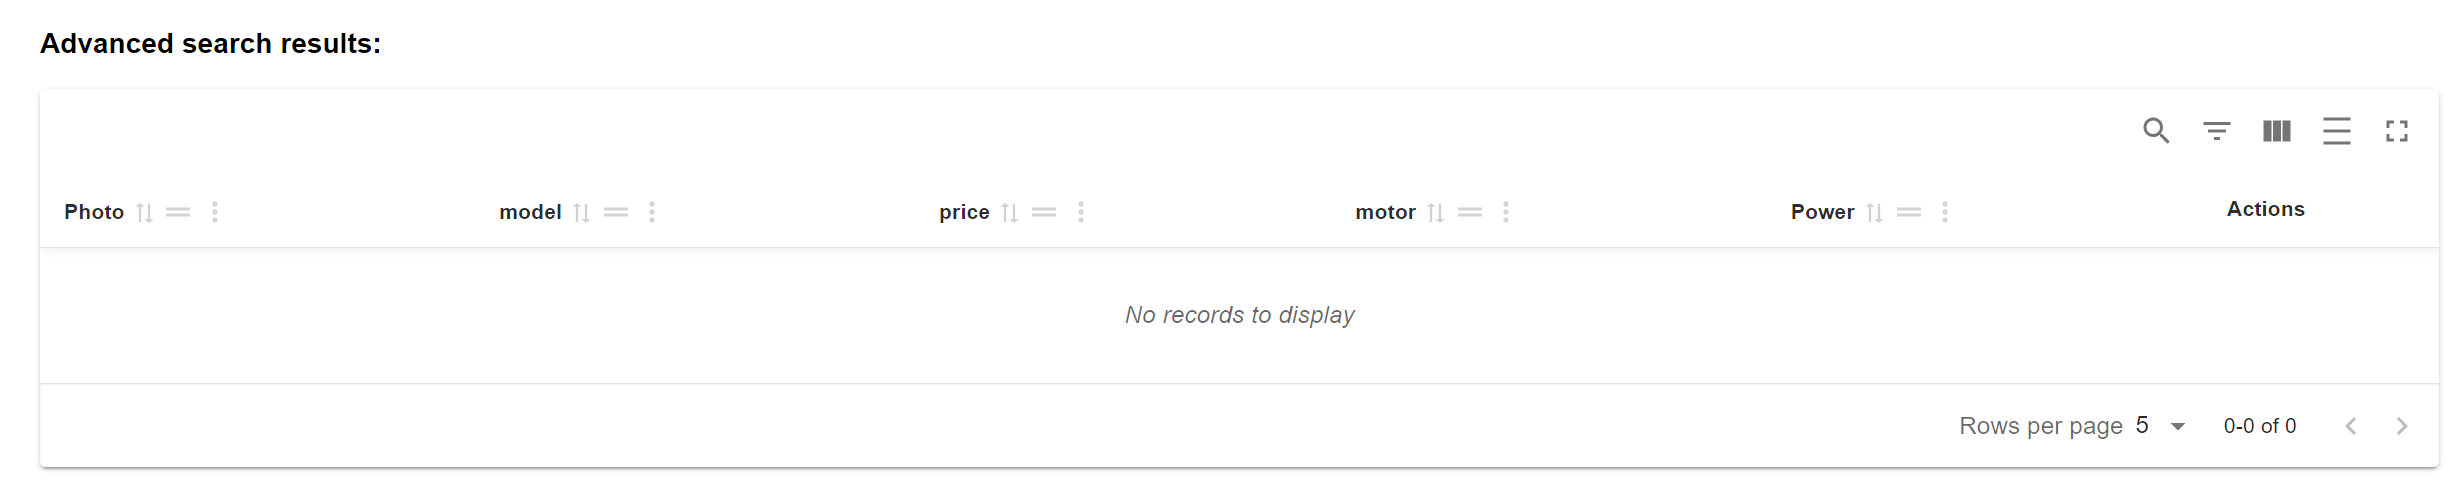 Advanced search results:
Photo model price motor Power Actions
No records to display
Rows per page 5 0-0 of 0